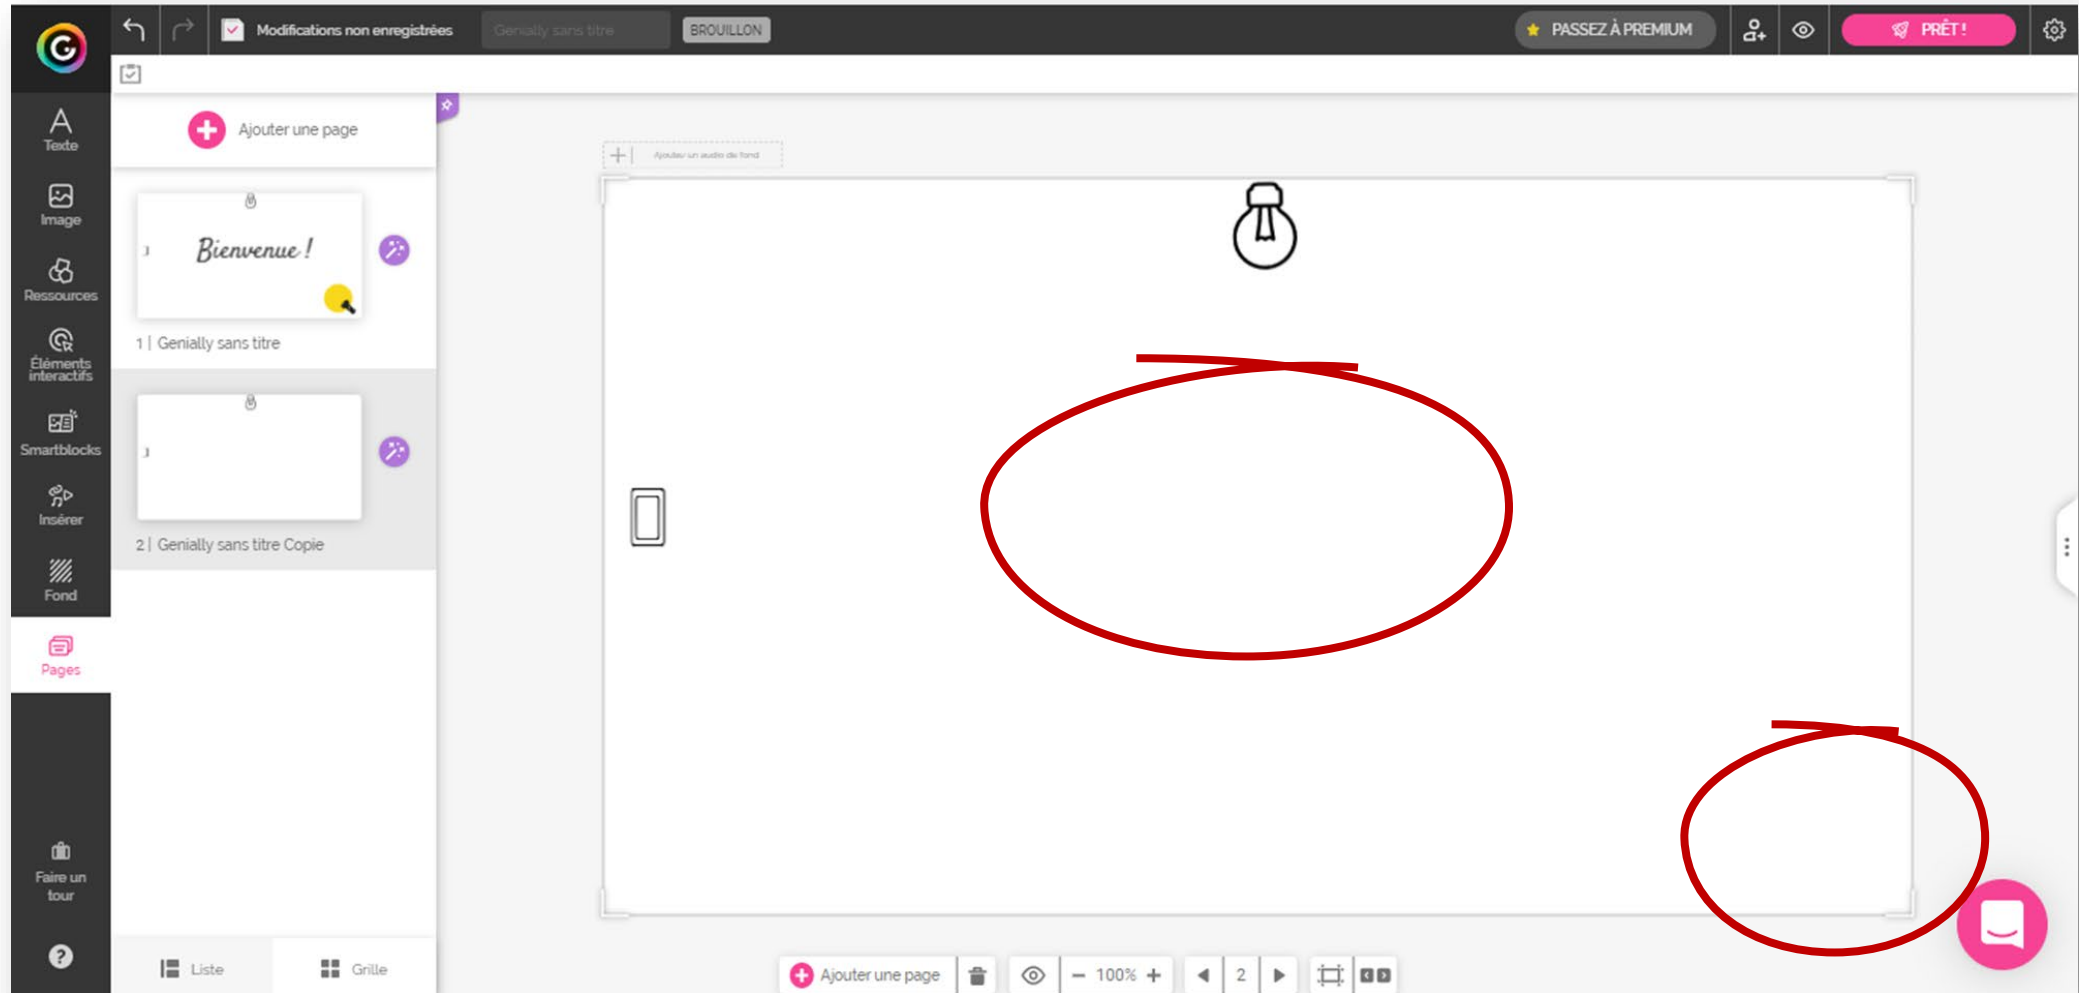 Modifications non enregistrées
Genially sans titre
BROUILLON
PASSEZ À PREMIUM
PRÊT !
Texte
Image
Ressources
Éléments
interactifs
Smartblocks
Insérer
Fond
Pages
Faire un
tour
?
Ajouter une page
Bienvenue !
1 | Genially sans titre
2 | Genially sans titre Copie
Liste
Grille
Ajouter un audio de fond
Ajouter une page
100%
2